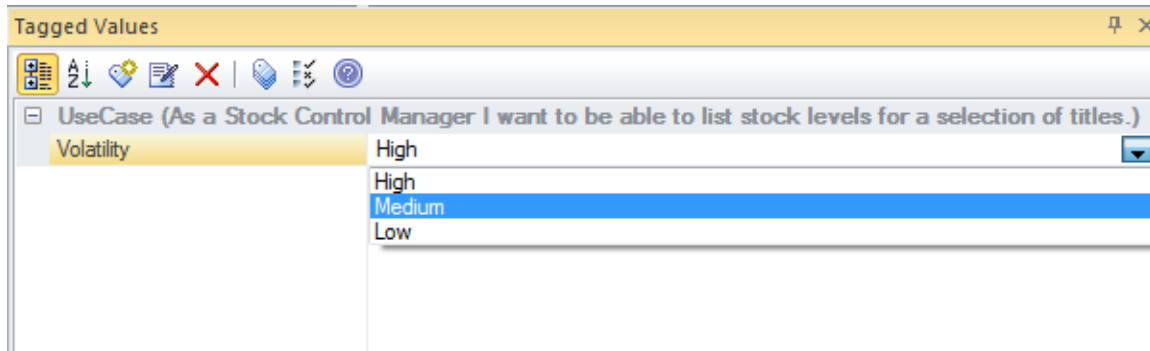 Tagged Values
UseCase (As a Stock Control Manager I want to be able to list stock levels for a selection of titles.)
Volatility High
High
Medium
Low